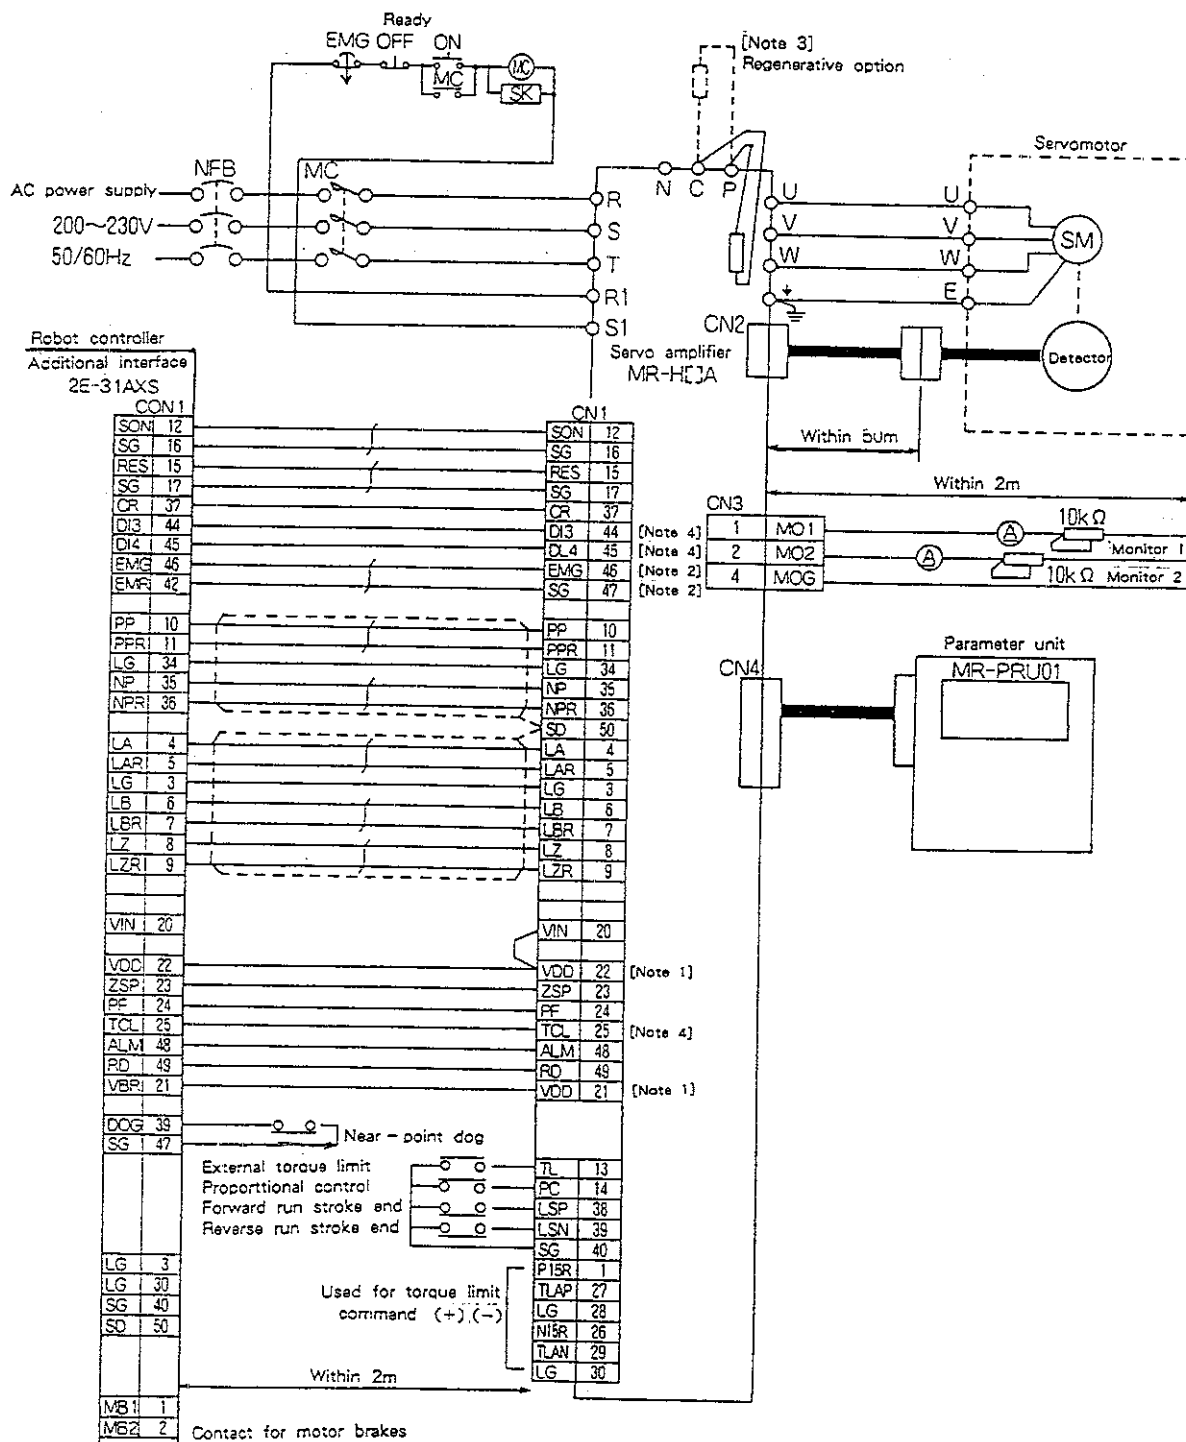 Ready
EMG OFF ON
MC
MC
SK
[Note 3]
Regenerative option
Servomotor
NFB
MC
AC power supply
200~230V
50/60Hz
R
S
T
R1
S1
N C P
U
V
W
U
V
W
E
SM
Detector
CN2
Servo amplifier
MR-H[ ]A
Within 50m
Within 2m
Robot controller
Additional interface
2E-31AXS
CON1
SON 12
SG 16
RES 15
SG 17
CR 37
DI3 44
DI4 45
EMG 46
EMR 42
PP 10
PPR 11
LG 34
NP 35
NPR 36
LA 4
LAR 5
LG 3
LB 6
LBR 7
LZ 8
LZR 9
VIN 20
VDC 22
ZSP 23
PF 24
TCL 25
ALM 48
RD 49
VBR 21
DOG 39
SG 47
LG 3
LG 30
SG 40
SD 50
MB1 1
MB2 2
CN1
SON 12
SG 16
RES 15
SG 17
CR 37
DI3 44 [Note 4]
DL4 45 [Note 4]
EMG 46 [Note 2]
SG 47 [Note 2]
PP 10
PPR 11
LG 34
NP 35
NPR 36
SD 50
LA 4
LAR 5
LG 3
LB 6
LBR 7
LZ 8
LZR 9
VIN 20
VDD 22 [Note 1]
ZSP 23
PF 24
TCL 25 [Note 4]
ALM 48
RD 49
VDD 21 [Note 1]
TL 13
PC 14
LSP 38
LSN 39
SG 40
P15R 1
TLAP 27
LG 28
N15R 26
TLAN 29
LG 30
Near-point dog
External torque limit
Proporttional control
Forward run stroke end
Reverse run stroke end
Used for torque limit
command (+),(-)
Within 2m
Contact for motor brakes
CN3
1 MO1
2 MO2
4 MOG
A
10kΩ
Monitor 1
A
10kΩ Monitor 2
CN4
Parameter unit
MR-PRU01